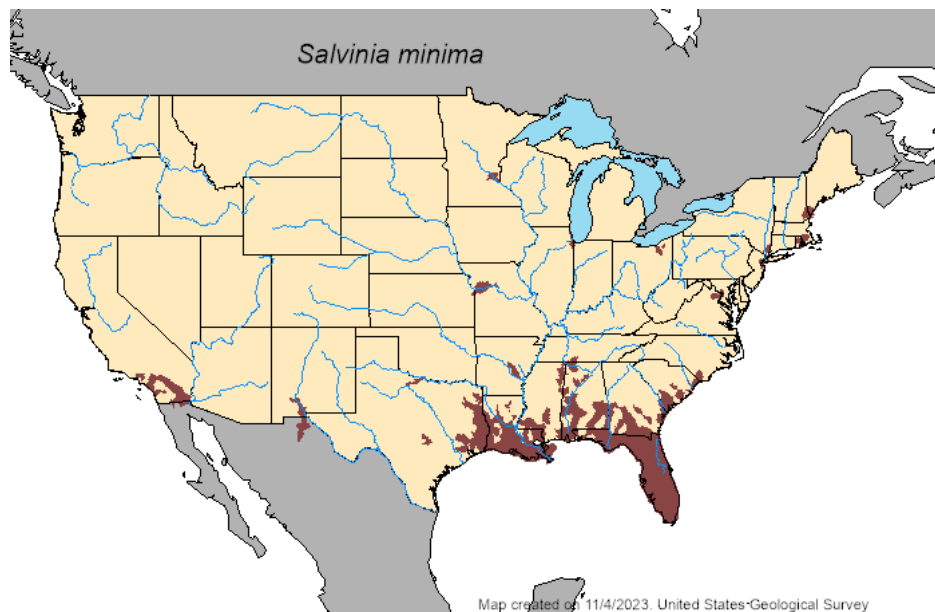 Salvinia minima
Map created on 11/4/2023. United States Geological Survey